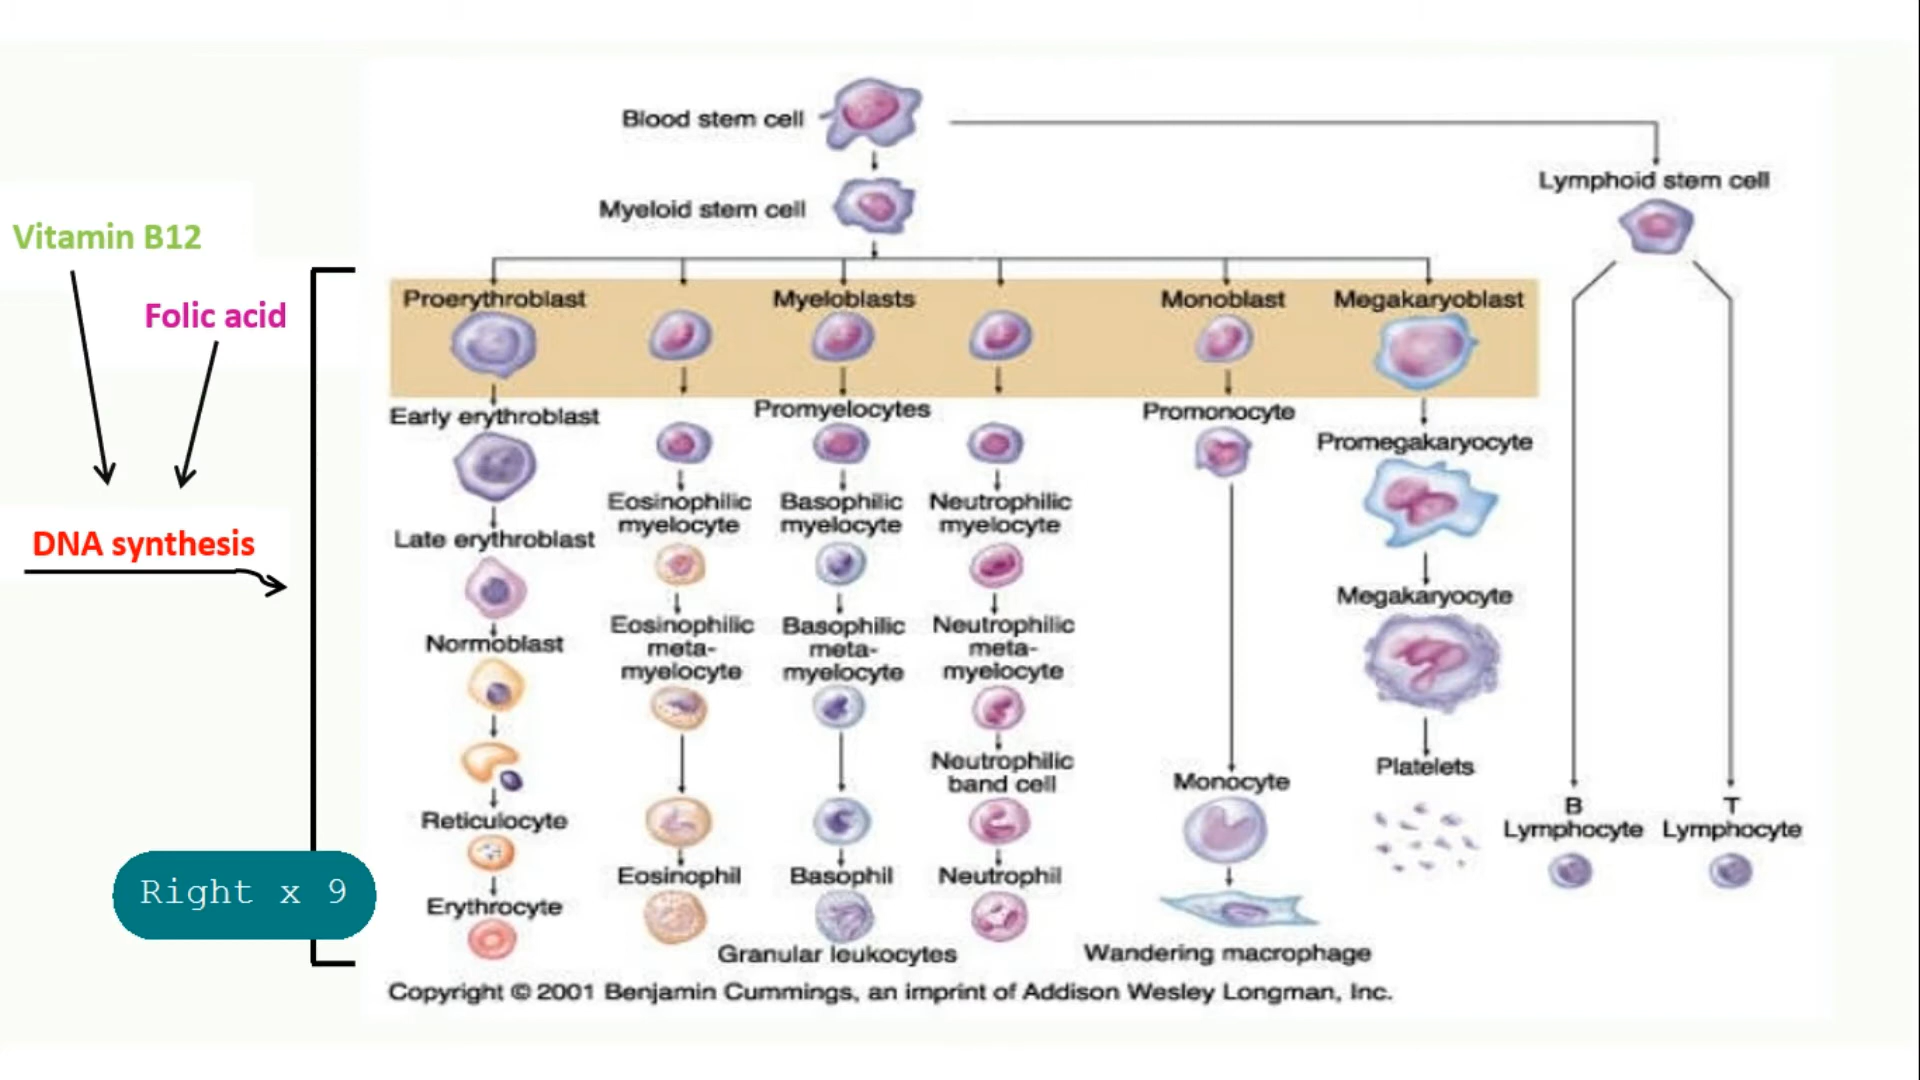 Blood stem cell
Myeloid stem cell
Lymphoid stem cell
Vitamin B12
Folic acid
DNA synthesis
Proerythroblast
Myeloblasts
Monoblast
Megakaryoblast
Early erythroblast
Promyelocytes
Promonocyte
Promegakaryocyte
Eosinophilic
myelocyte
Basophilic
myelocyte
Neutrophilic
myelocyte
Late erythroblast
Megakaryocyte
Eosinophilic
meta-
myelocyte
Basophilic
meta-
myelocyte
Neutrophilic
meta-
myelocyte
Normoblast
Neutrophilic
band cell
Monocyte
Platelets
B
Lymphocyte
T
Lymphocyte
Reticulocyte
Eosinophil
Basophil
Neutrophil
Right x 9
Erythrocyte
Granular leukocytes
Wandering macrophage
Copyright © 2001 Benjamin Cummings, an imprint of Addison Wesley Longman, Inc.